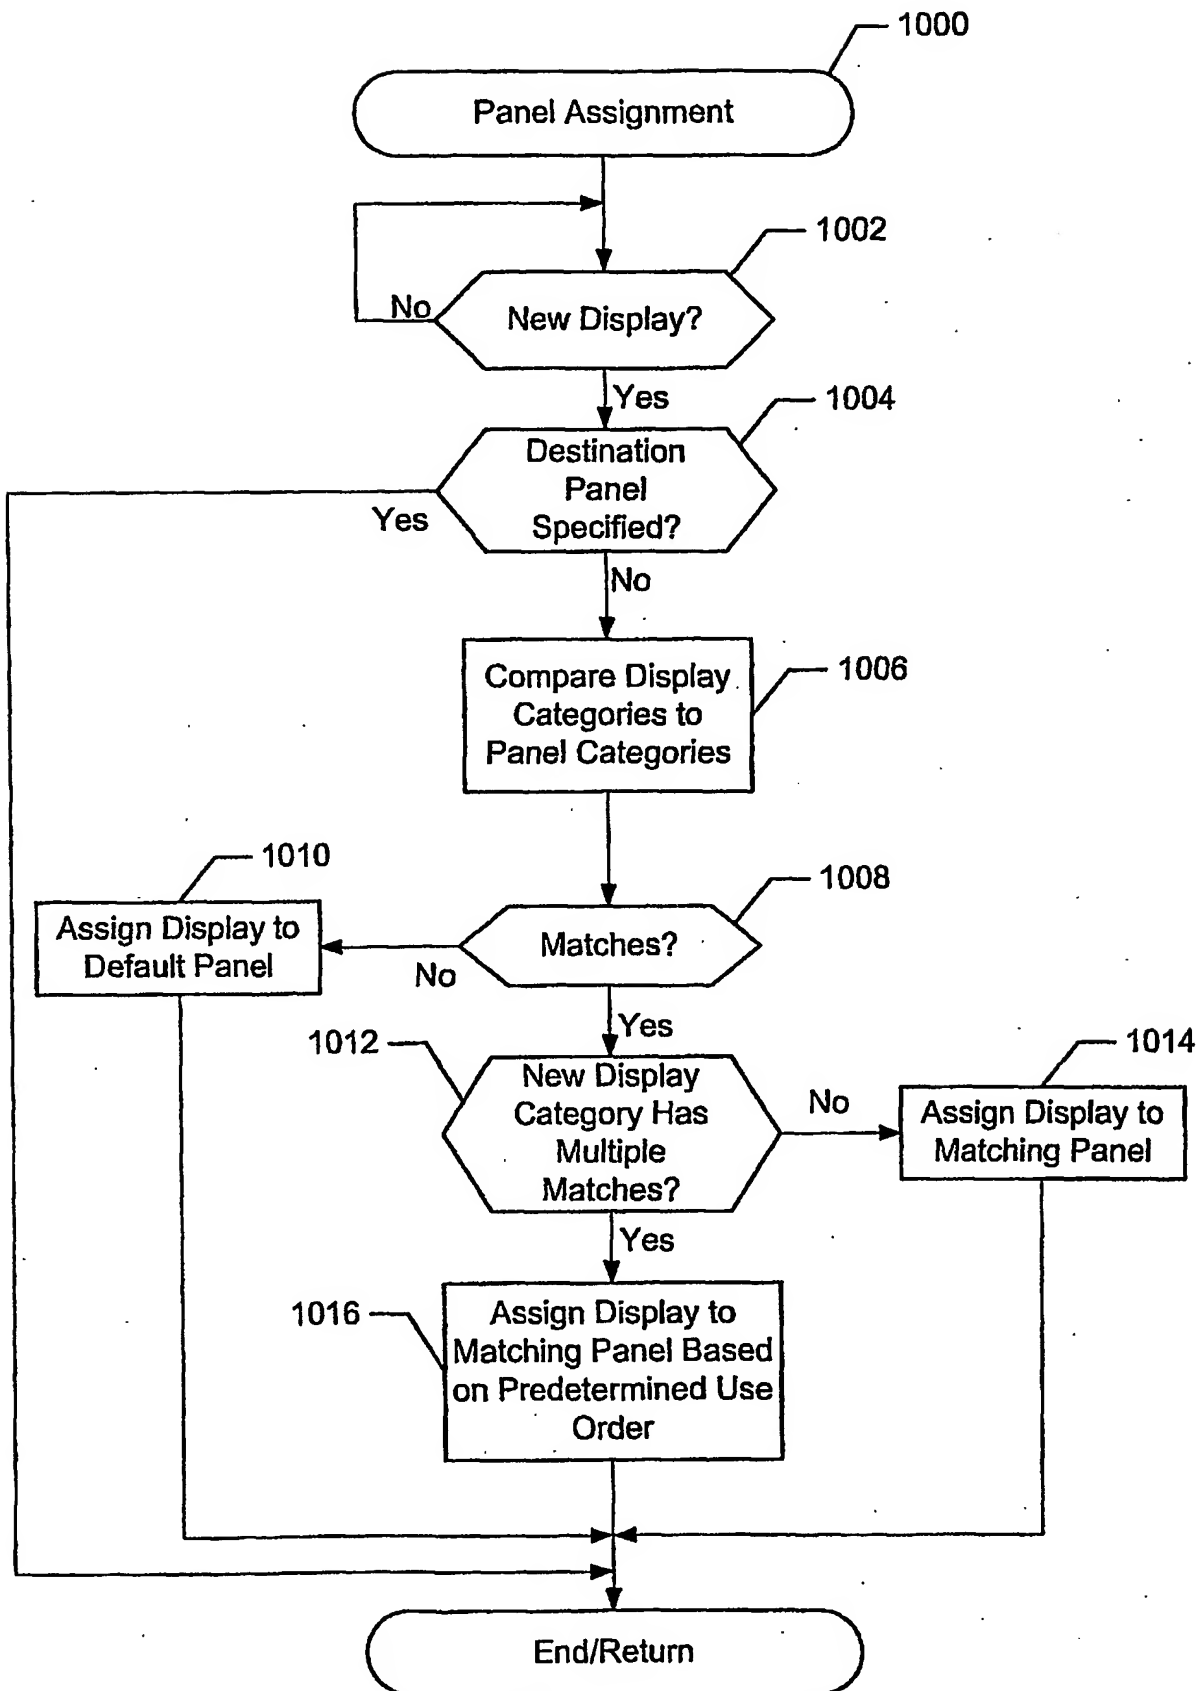 1000
Panel Assignment
1002
No
New Display?
Yes
1004
Destination
Panel
Specified?
Yes
No
1006
Compare Display
Categories to
Panel Categories
1010
1008
Assign Display to
Default Panel
Matches?
No
Yes
1012
1014
New Display
Category Has
Multiple
Matches?
No
Assign Display to
Matching Panel
Yes
1016
Assign Display to
Matching Panel Based
on Predetermined Use
Order
End/Return